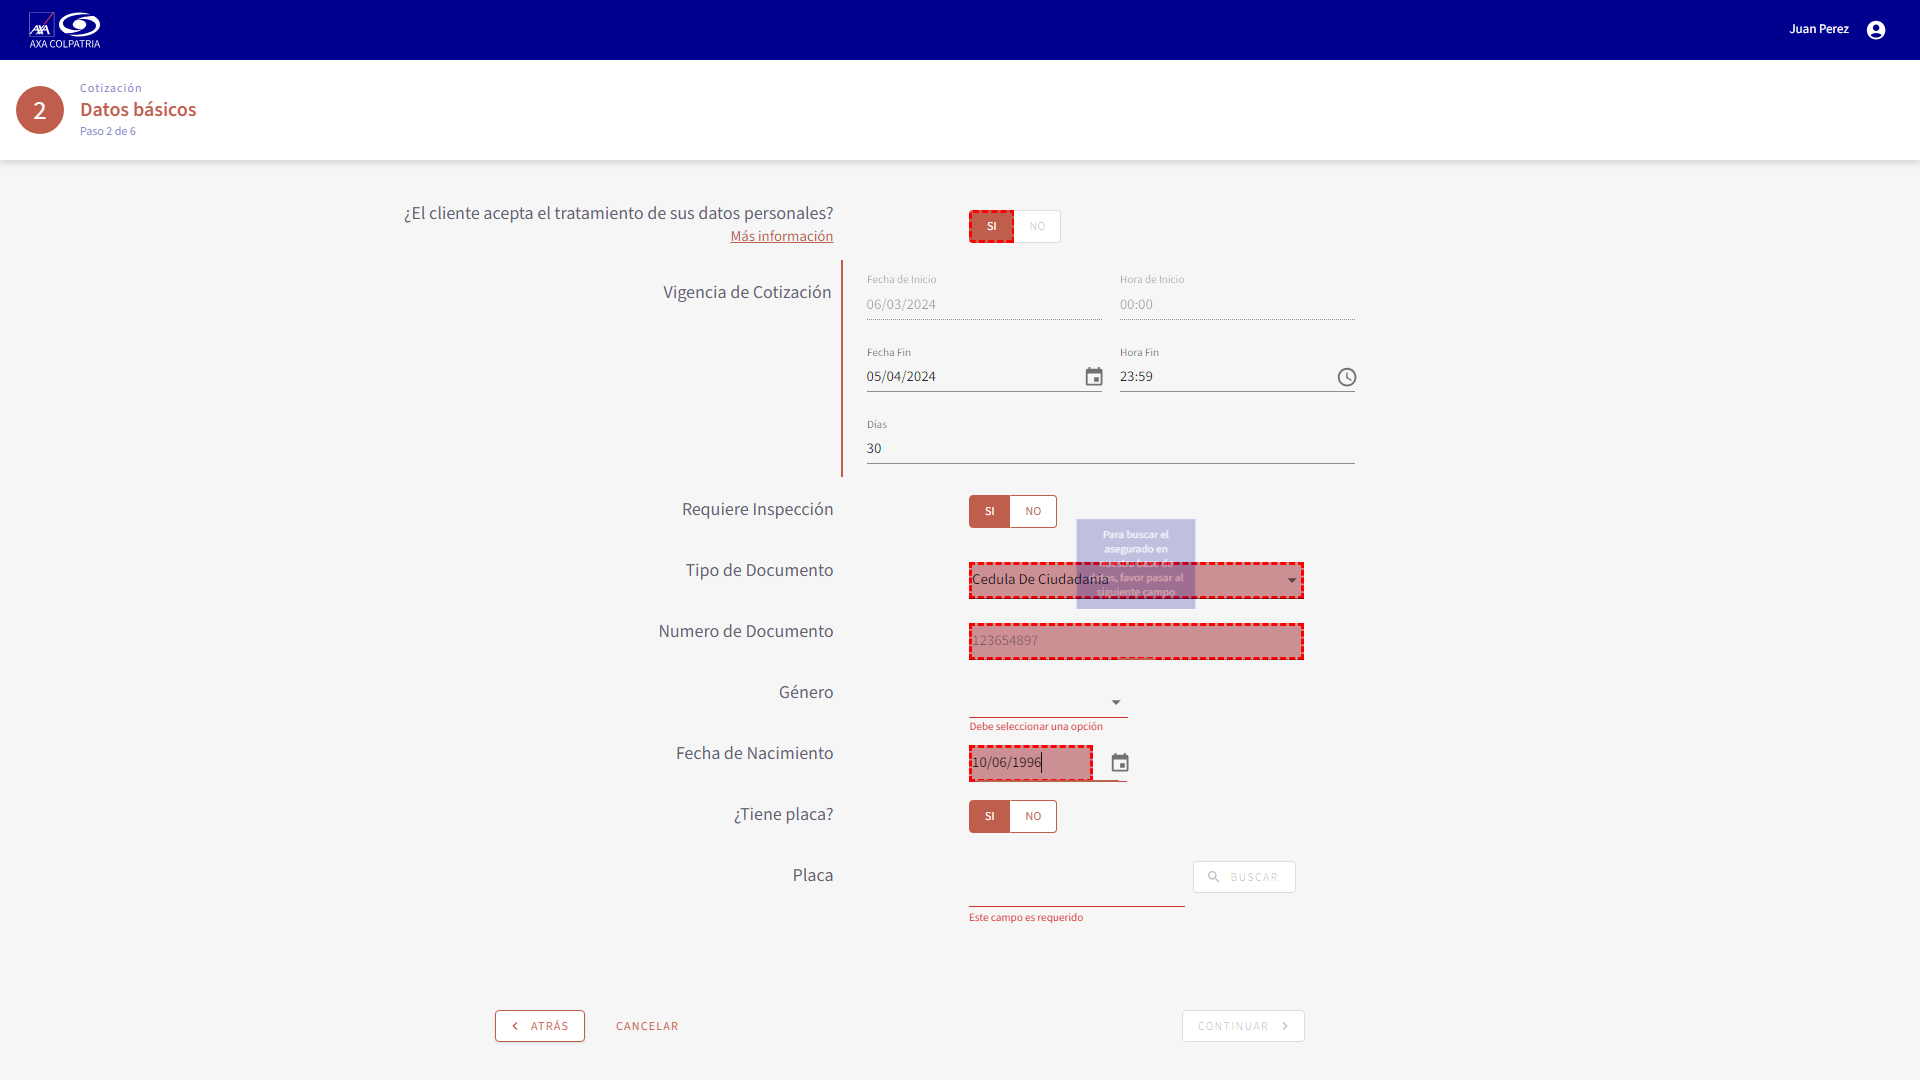 AXA
AXA COLPATRIA
Juan Perez
2
Cotización
Datos básicos
Paso 2 de 6
¿El cliente acepta el tratamiento de sus datos personales?
Más información
SI
NO
Vigencia de Cotización
Fecha de Inicio
06/03/2024
Hora de Inicio
00:00
Fecha Fin
05/04/2024
Hora Fin
23:59
Días
30
Requiere Inspección
SI
NO
Para buscar el
asegurado en
nuestra base de
datos, favor pasar al
siguiente campo
Tipo de Documento
Cedula De Ciudadania
Numero de Documento
123654897
Género
Debe seleccionar una opción
Fecha de Nacimiento
10/06/1996
¿Tiene placa?
SI
NO
Placa
BUSCAR
Este campo es requerido
ATRÁS
CANCELAR
CONTINUAR